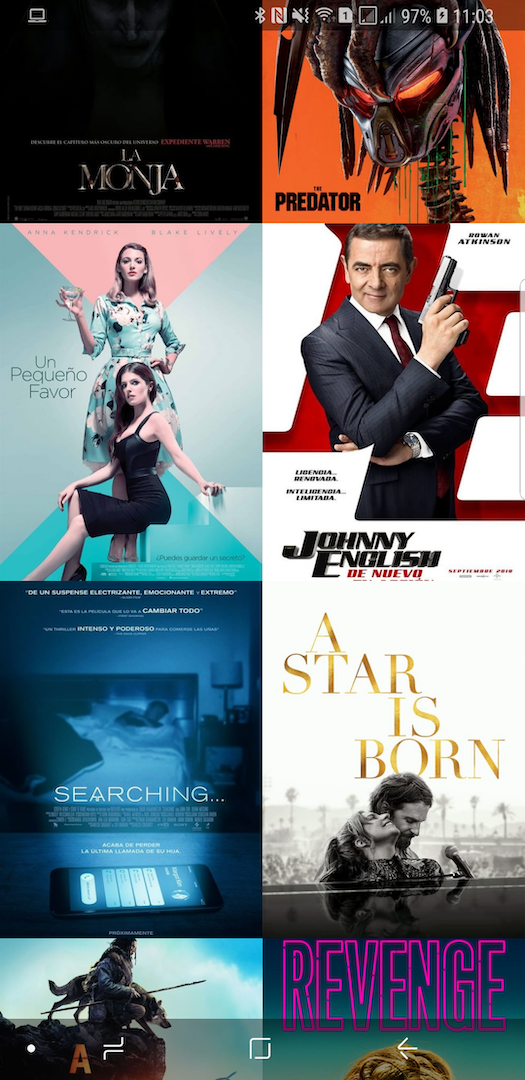 97% 11:03
DESCUBRE EL CAPÍTULO MÁS OSCURO DEL UNIVERSO EXPEDIENTE WARREN
LA
MONJA
THE
PREDATOR
ANNA KENDRICK BLAKE LIVELY
Un
Pequeño
Favor
¿Puedes guardar un secreto?
ROWAN
ATKINSON
LICENCIA...
RENOVADA.
INTELIGENCIA...
LIMITADA.
JOHNNY
ENGLISH
DE NUEVO
SEPTIEMBRE 2018
"DE UN SUSPENSE ELECTRIZANTE, EMOCIONANTE Y EXTREMO"
"ESTA ES LA PELÍCULA QUE LO VA A CAMBIAR TODO"
"UN THRILLER INTENSO Y PODEROSO PARA COMERSE LAS UÑAS"
SEARCHING...
ACABA DE PERDER
LA ÚLTIMA LLAMADA DE SU HIJA.
PRÓXIMAMENTE
A
STAR
IS
BORN
A
REVENGE